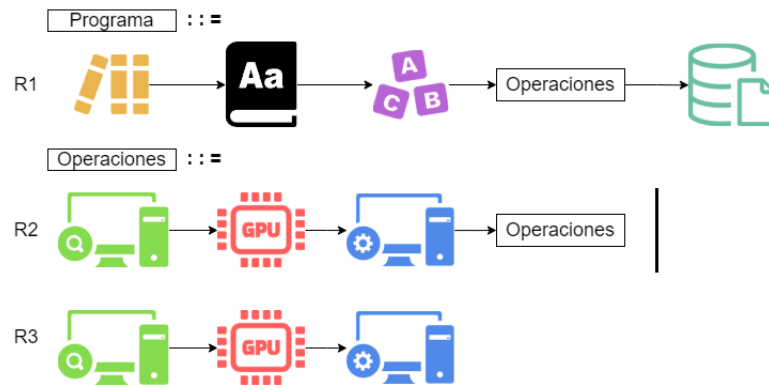 Programa ::=
R1 Aa A C B Operaciones
Operaciones ::=
R2 GPU Operaciones |
R3 GPU